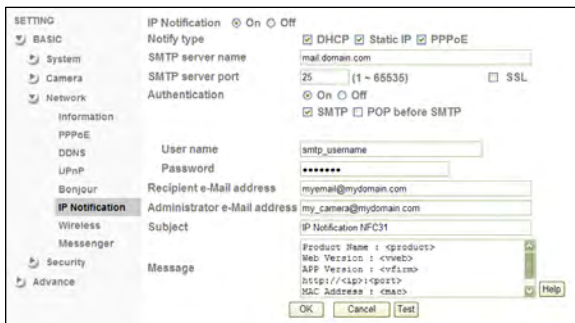 SETTING
BASIC
System
Camera
Network
Information
PPPoE
DDNS
UPnP
Bonjour
IP Notification
Wireless
Messenger
Security
Advance
IP Notification On Off
Notify type DHCP Static IP PPPoE
SMTP server name mail.domain.com
SMTP server port 25 (1 ~ 65535) SSL
Authentication On Off
SMTP POP before SMTP
User name smtp_username
Password •••••••
Recipient e-Mail address myemail@mydomain.com
Administrator e-Mail address my_camera@mydomain.com
Subject IP Notification NFC31
Message
Product Name : <product>
Web Version : <vweb>
APP Version : <vfirm>
http://<ip>:<port>
MAC Address : <mac>
Help
OK Cancel Test